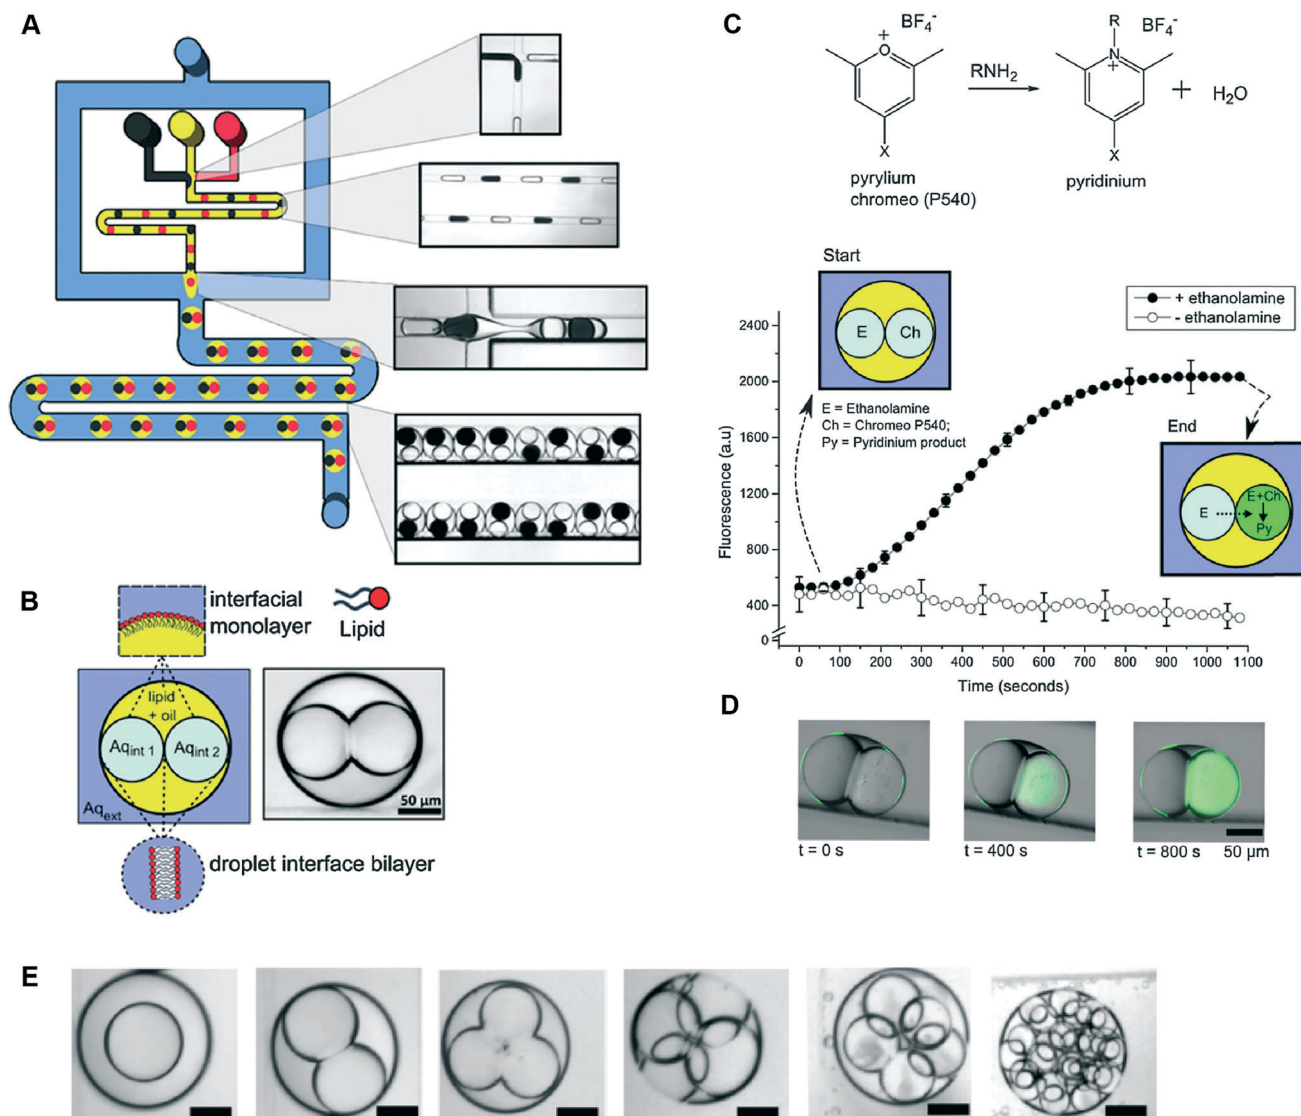 A
B
interfacial
monolayer
Lipid
lipid
+ oil
Aqint 1
Aqint 2
Aqext
50 µm
droplet interface bilayer
C
O
+
BF4-
RNH2
R
N
+
BF4-
+
H2O
X
X
pyrylium
chromeo (P540)
pyridinium
Start
E
Ch
E = Ethanolamine
Ch = Chromeo P540;
Py = Pyridinium product
+ ethanolamine
- ethanolamine
End
E
E+Ch
Py
Fluorescence (a.u)
2400
2000
1600
1200
800
400
0
0 100 200 300 400 500 600 700 800 900 1000 1100
Time (seconds)
D
t = 0 s
t = 400 s
t = 800 s
50 µm
E